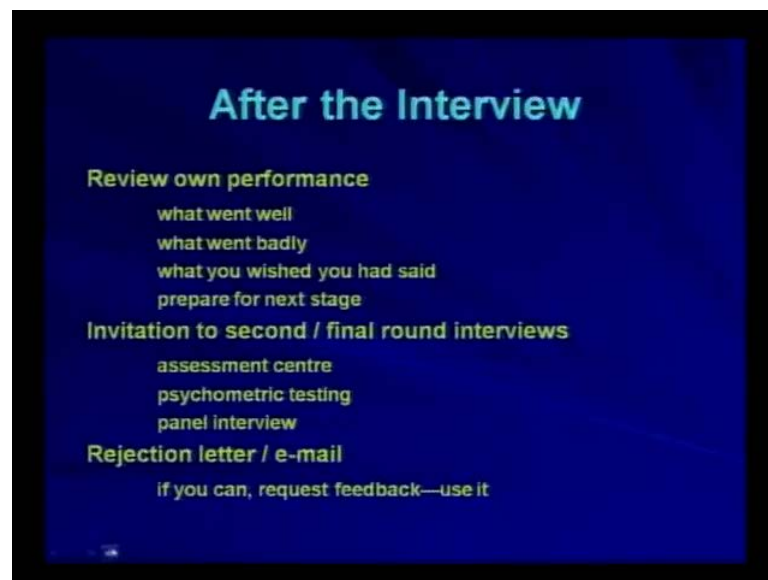 After the Interview
Review own performance
what went well
what went badly
what you wished you had said
prepare for next stage
Invitation to second / final round interviews
assessment centre
psychometric testing
panel interview
Rejection letter / e-mail
if you can, request feedback—use it